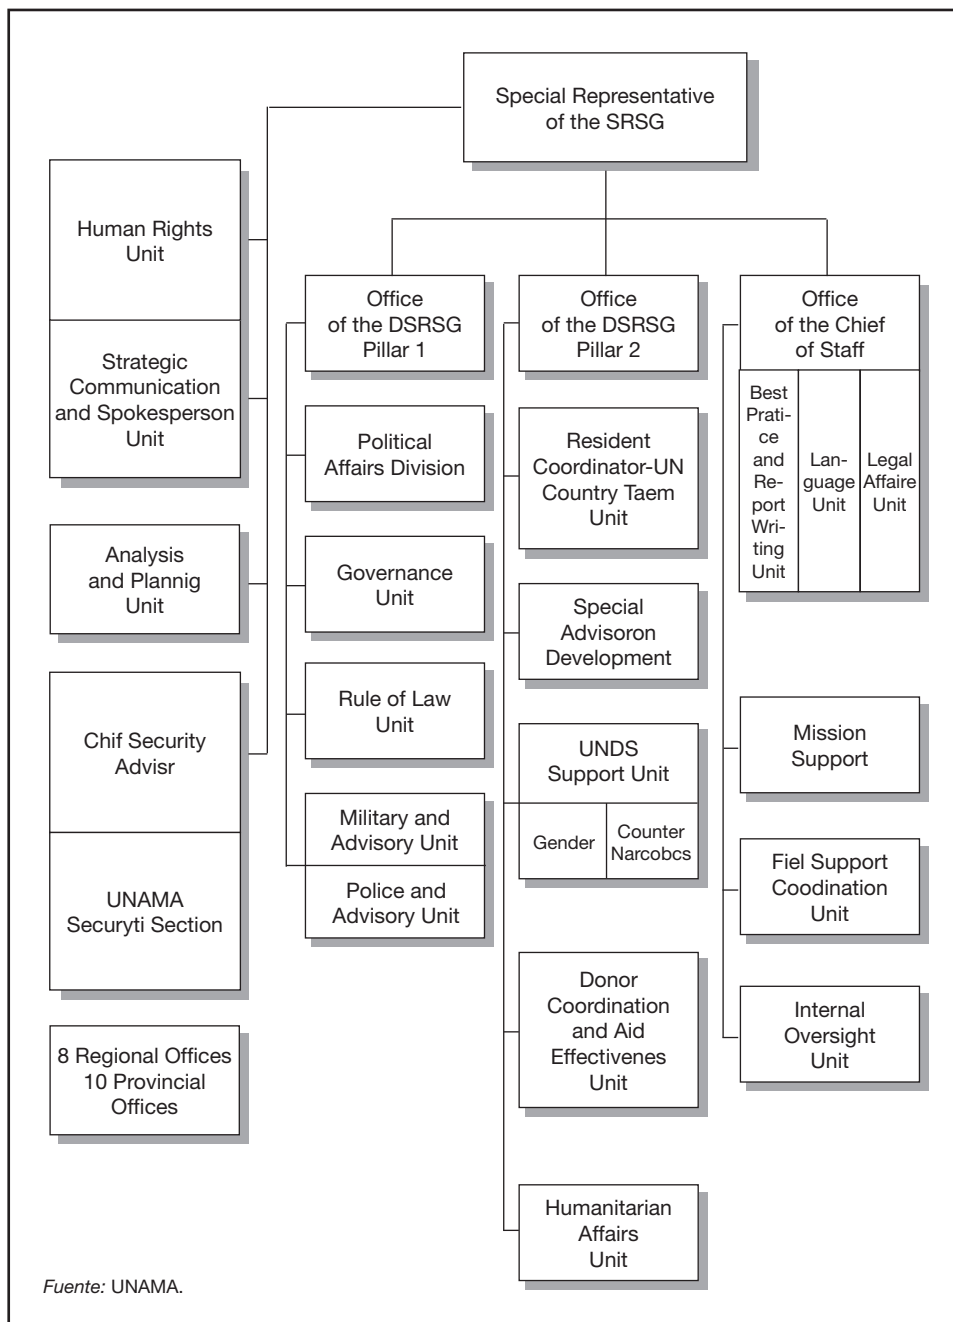 Special Representative
of the SRSG
Human Rights
Unit
Strategic
Communication
and Spokesperson
Unit
Analysis
and Plannig
Unit
Chif Security
Advisr
UNAMA
Securyti Section
8 Regional Offices
10 Provincial
Offices
Office
of the DSRSG
Pillar 1
Political
Affairs Division
Governance
Unit
Rule of Law
Unit
Military and
Advisory Unit
Police and
Advisory Unit
Office
of the DSRSG
Pillar 2
Resident
Coordinator-UN
Country Taem
Unit
Special
Advisoron
Development
UNDS
Support Unit
Gender
Counter
Narcobcs
Donor
Coordination
and Aid
Effectivenes
Unit
Humanitarian
Affairs
Unit
Office
of the Chief
of Staff
Best
Prati-
ce
and
Re-
port
Wri-
ting
Unit
Lan-
guage
Unit
Legal
Affaire
Unit
Mission
Support
Fiel Support
Coodination
Unit
Internal
Oversight
Unit
Fuente: UNAMA.